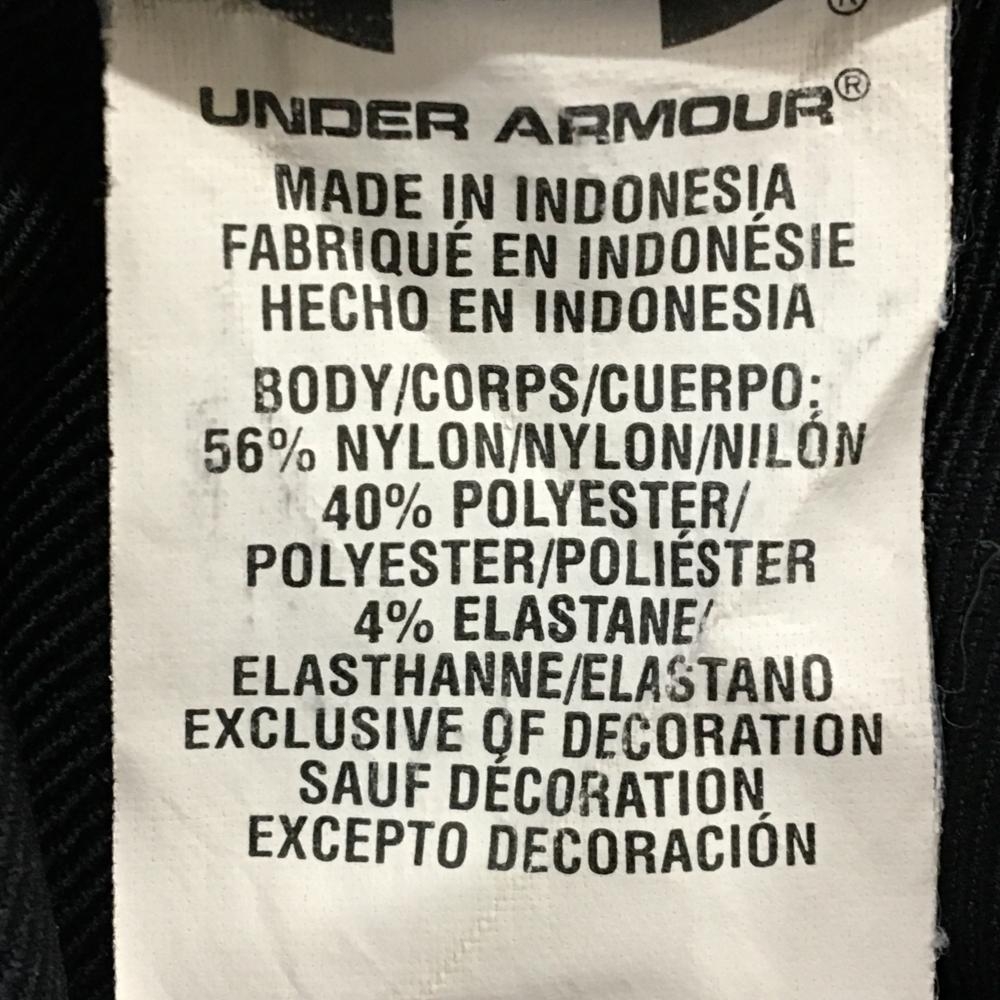 ®
UNDER ARMOUR®
MADE IN INDONESIA
FABRIQUÉ EN INDONÉSIE
HECHO EN INDONESIA
BODY/CORPS/CUERPO:
56% NYLON/NYLON/NILÓN
40% POLYESTER/
POLYESTER/POLIÉSTER
4% ELASTANE/
ELASTHANNE/ELASTANO
EXCLUSIVE OF DECORATION
SAUF DÉCORATION
EXCEPTO DECORACIÓN